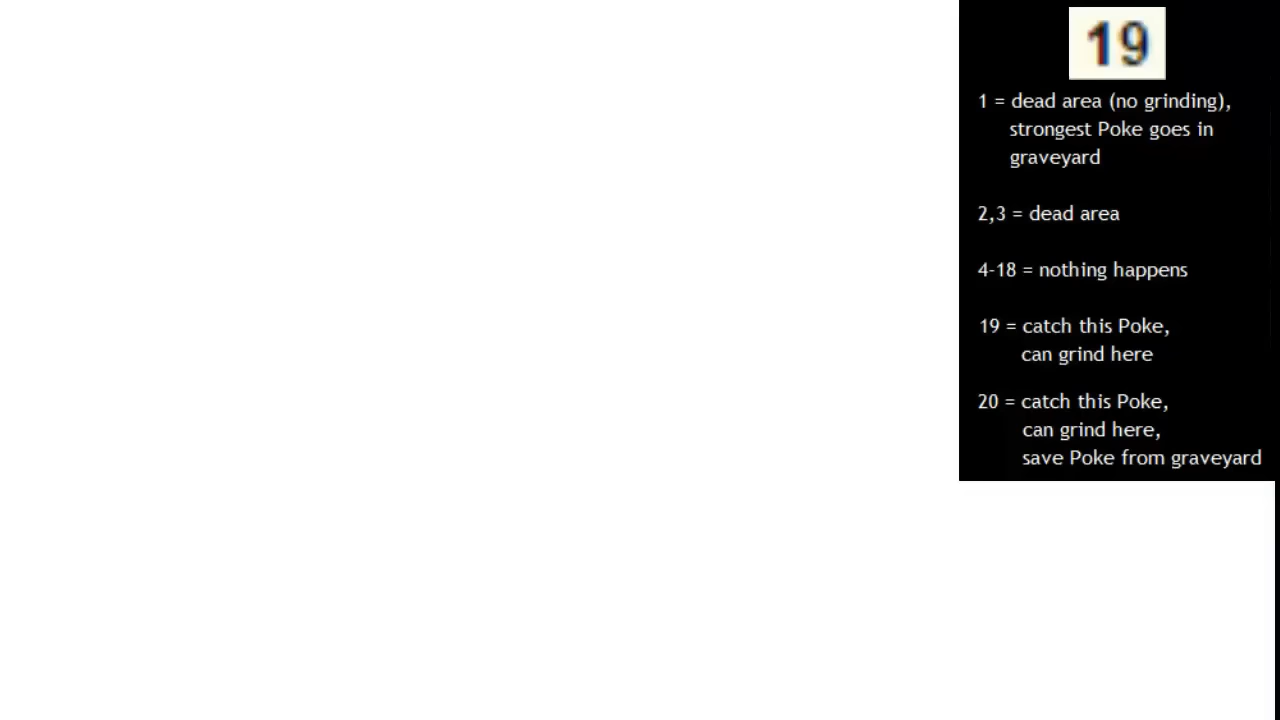 19
1 = dead area (no grinding),
strongest Poke goes in
graveyard
2,3 = dead area
4-18 = nothing happens
19 = catch this Poke,
can grind here
20 = catch this Poke,
can grind here,
save Poke from graveyard